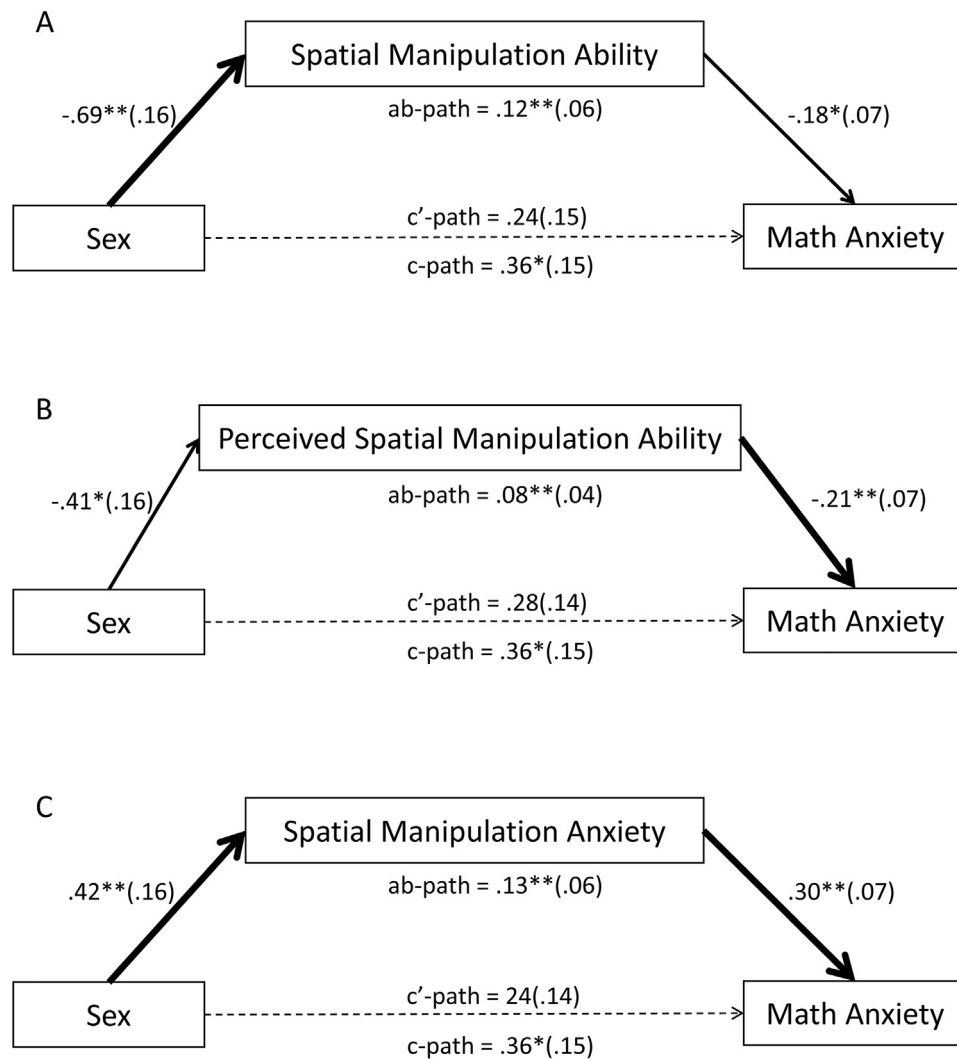 A
Spatial Manipulation Ability
-.69**(.16)
ab-path = .12**(.06)
-.18*(.07)
Sex
c’-path = .24(.15)
c-path = .36*(.15)
Math Anxiety
B
Perceived Spatial Manipulation Ability
-.41*(.16)
ab-path = .08**(.04)
-.21**(.07)
Sex
c’-path = .28(.14)
c-path = .36*(.15)
Math Anxiety
C
Spatial Manipulation Anxiety
.42**(.16)
ab-path = .13**(.06)
.30**(.07)
Sex
c’-path = 24(.14)
c-path = .36*(.15)
Math Anxiety